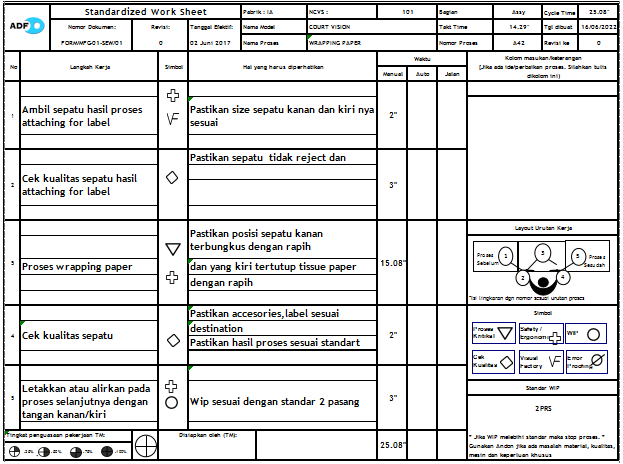 ADF
Standardized Work Sheet
Pabrik : IA
NCVS :
101
Bagian
Assy
Cycle Time
25.08"
Nomor Dokumen:
Revisi:
Tanggal Efektif:
Nama Model
COURT VISION
Takt Time
14.29"
Tgl dibuat
16/06/2022
FORMMFG01-SEW/01
0
02 Juni 2017
Nama Proses
WRAPPING PAPER
Nomor Proses
A42
Revisi ke
0
No
Langkah Kerja
Simbol
Hal yang harus diperhatikan
Waktu
Manual
Auto
Jalan
Kolom masukan/keterangan
(Jika ada ide/perbaikan proses. Silahkan tulis
dikolom ini)
1
Ambil sepatu hasil proses
attaching for label
VF
Pastikan size sepatu kanan dan kiri nya
sesuai
2"
2
Cek kualitas sepatu hasil
attaching for label
Pastikan sepatu tidak reject dan
3"
3
Proses wrapping paper
Pastikan posisi sepatu kanan
terbungkus dengan rapih
dan yang kiri tertutup tissue paper
dengan rapih
15.08"
Layout Urutan Kerja
Proses
Sebelum
1
3
5
Proses
Sesudah
2
4
*Isi lingkaran dgn nomor sesuai urutan proses
4
Cek kualitas sepatu
Pastikan accesories,label sesuai
destination
Pastikan hasil proses sesuai standart
2"
Simbol
Proses
Kritikal
Safety /
Ergonomi
WIP
Cek
Kualitas
Visual
Factory
VF
Error
Proofing
5
Letakkan atau alirkan pada
proses selanjutnya dengan
tangan kanan/kiri
Wip sesuai dengan standar 2 pasang
3"
Standar WIP
2PRS
Tingkat penguasaan pekerjaan TM:
:25%
:50%
:75%
:100%
Disiapkan oleh (TM):
25.08"
* Jika WIP melebihi standar maka stop proses. *
Gunakan Andon jika ada masalah material, kualitas,
mesin dan keperluan khusus